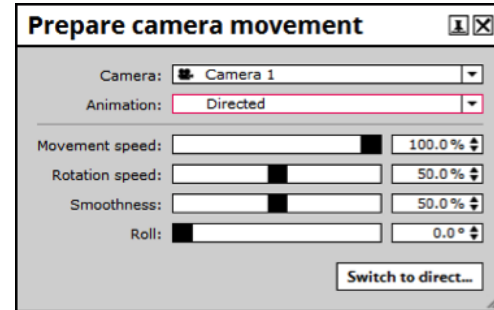 Prepare camera movement
Camera: Camera 1
Animation: Directed
Movement speed: 100.0 %
Rotation speed: 50.0 %
Smoothness: 50.0 %
Roll: 0.0 °
Switch to direct...